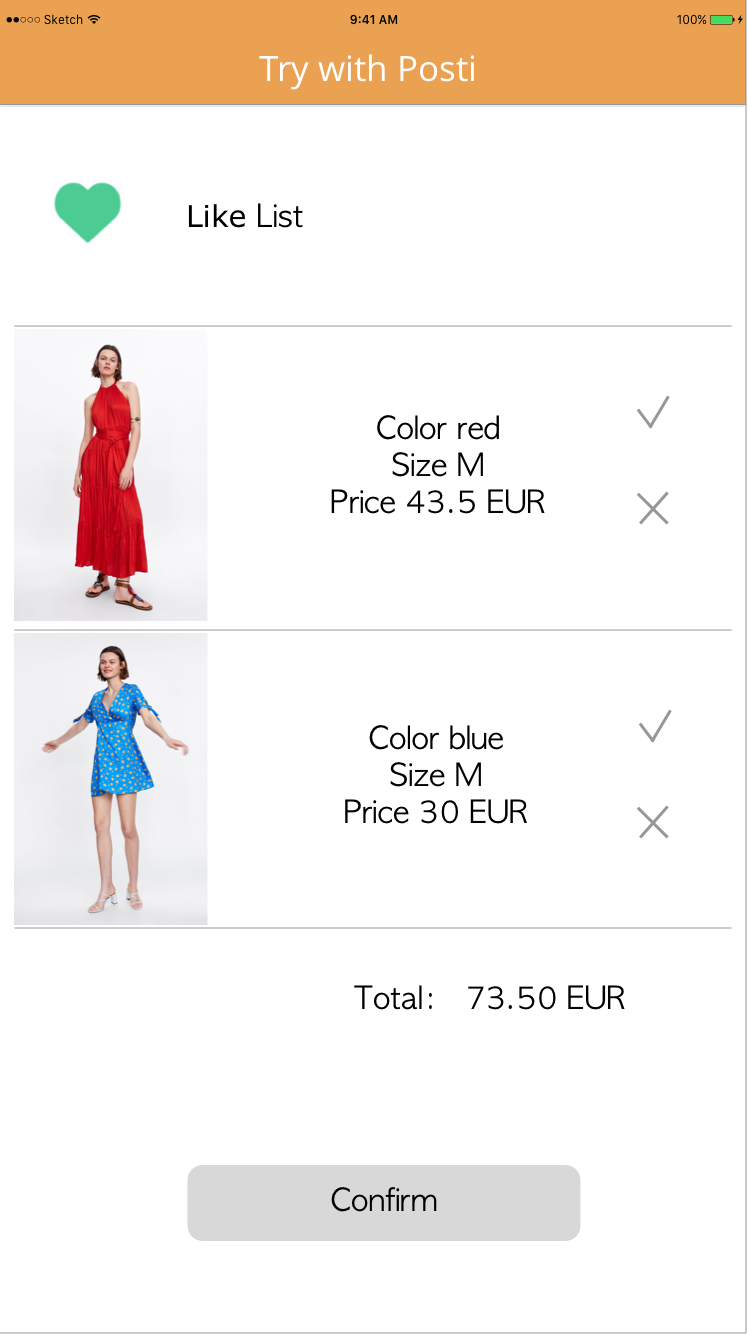 Sketch 9:41 AM 100%
Try with Posti
Like List
Color red
Size M
Price 43.5 EUR
Color blue
Size M
Price 30 EUR
Total: 73.50 EUR
Confirm